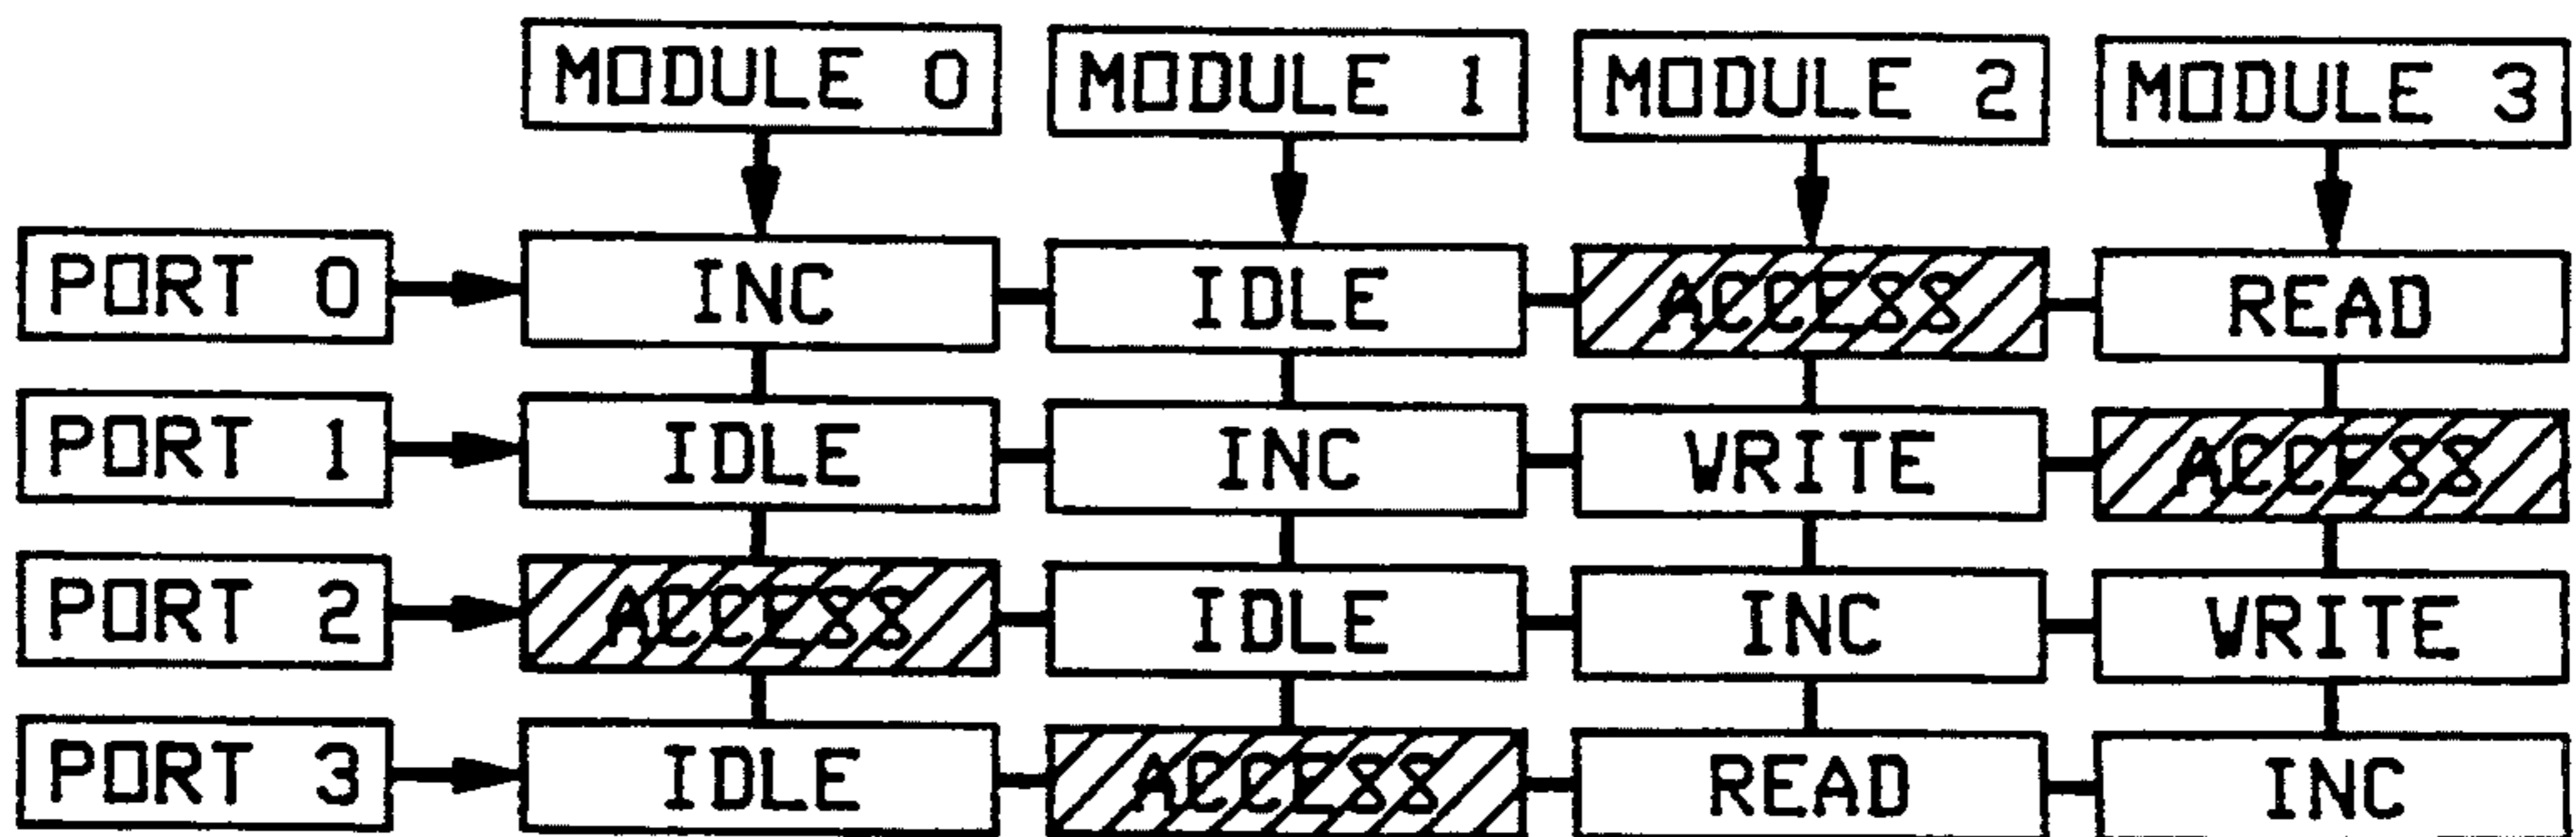 MODULE 0 MODULE 1 MODULE 2 MODULE 3
PORT 0 INC IDLE ACCESS READ
PORT 1 IDLE INC WRITE ACCESS
PORT 2 ACCESS IDLE INC WRITE
PORT 3 IDLE ACCESS READ INC